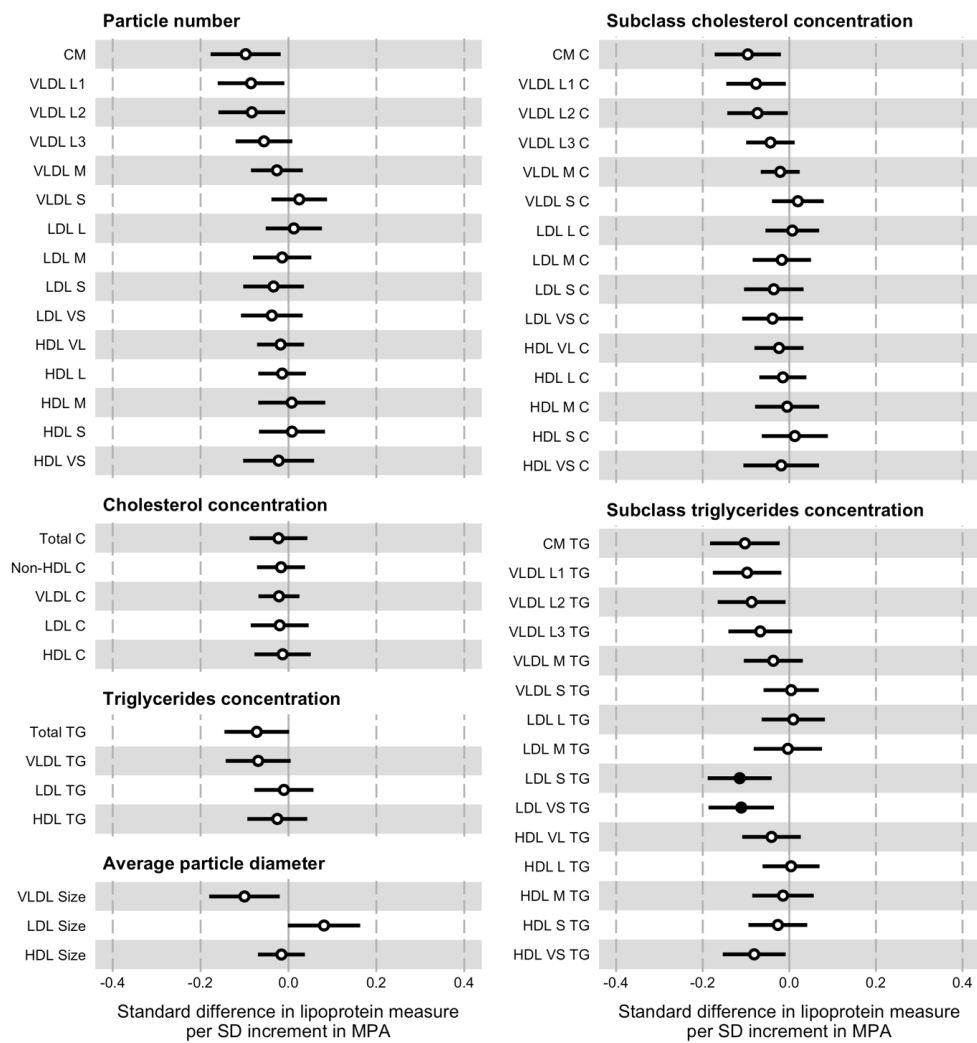 Particle number
CM
VLDL L1
VLDL L2
VLDL L3
VLDL M
VLDL S
LDL L
LDL M
LDL S
LDL VS
HDL VL
HDL L
HDL M
HDL S
HDL VS
Cholesterol concentration
Total C
Non-HDL C
VLDL C
LDL C
HDL C
Triglycerides concentration
Total TG
VLDL TG
LDL TG
HDL TG
Average particle diameter
VLDL Size
LDL Size
HDL Size
-0.4 -0.2 0.0 0.2 0.4
Standard difference in lipoprotein measure
per SD increment in MPA
Subclass cholesterol concentration
CM C
VLDL L1 C
VLDL L2 C
VLDL L3 C
VLDL M C
VLDL S C
LDL L C
LDL M C
LDL S C
LDL VS C
HDL VL C
HDL L C
HDL M C
HDL S C
HDL VS C
Subclass triglycerides concentration
CM TG
VLDL L1 TG
VLDL L2 TG
VLDL L3 TG
VLDL M TG
VLDL S TG
LDL L TG
LDL M TG
LDL S TG
LDL VS TG
HDL VL TG
HDL L TG
HDL M TG
HDL S TG
HDL VS TG
-0.4 -0.2 0.0 0.2 0.4
Standard difference in lipoprotein measure
per SD increment in MPA